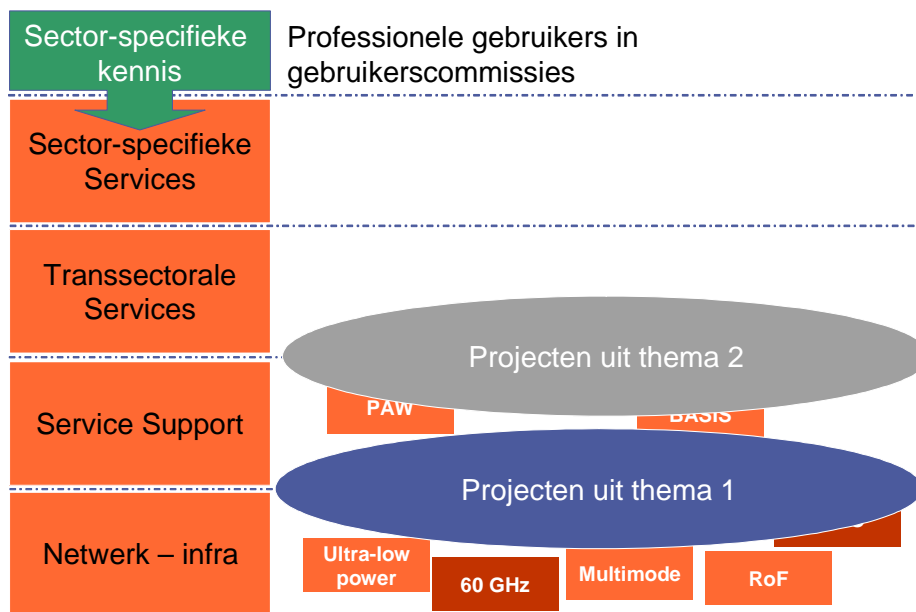 Sector-specifieke
kennis
Professionele gebruikers in
gebruikerscommissies
Sector-specifieke
Services
Transsectorale
Services
Projecten uit thema 2
PAW
BASIS
Service Support
Projecten uit thema 1
Netwerk – infra
Ultra-low
power
60 GHz
Multimode
RoF